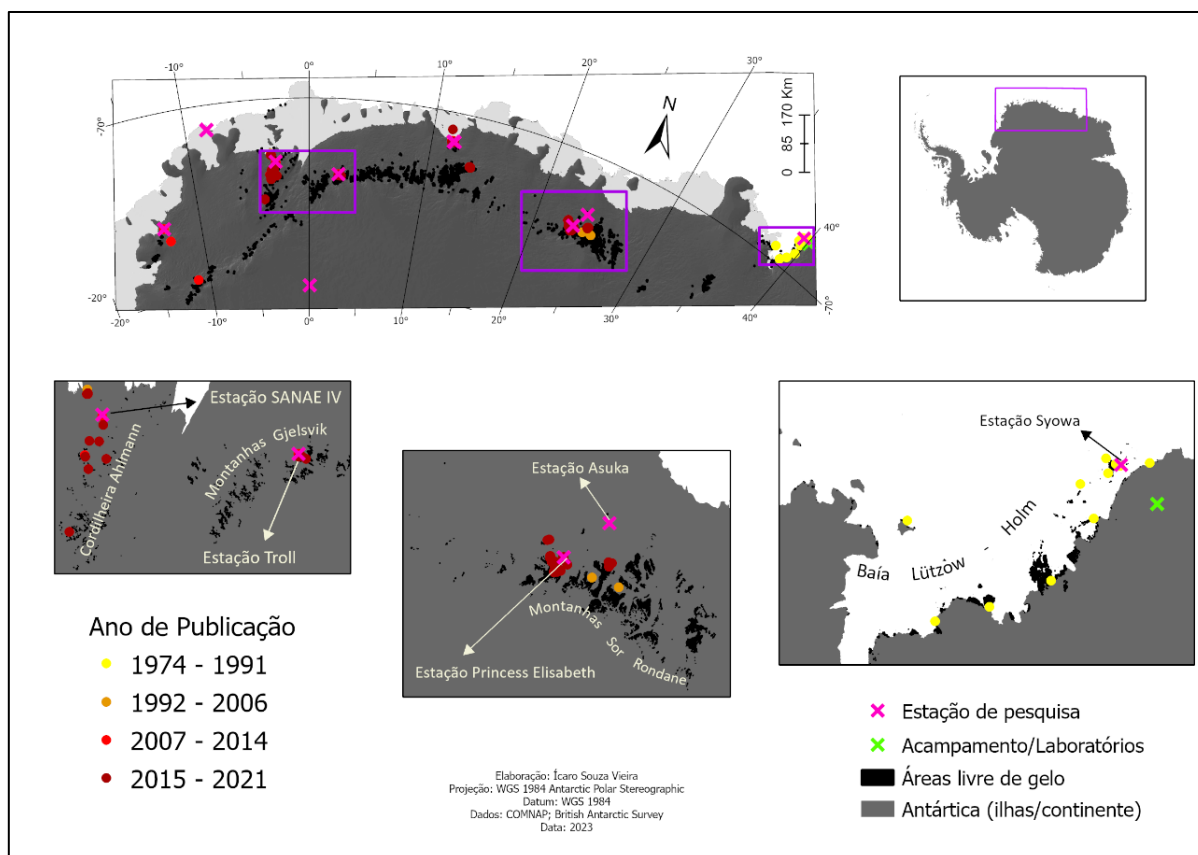 -10°
0°
10°
20°
30°
-70°
N
0 85 170 Km
40°
-20°
-70°
-20°
-10°
0°
10°
20°
30°
40°
Estação SANAE IV
Montanhas Gjelsvik
Cordilheira Ahlmann
Estação Troll
Estação Asuka
Montanhas Sor Rondane
Estação Princess Elisabeth
Estação Syowa
Baía Lützow Holm
Ano de Publicação
1974 - 1991
1992 - 2006
2007 - 2014
2015 - 2021
Estação de pesquisa
Acampamento/Laboratórios
Áreas livre de gelo
Antártica (ilhas/continente)
Elaboração: Ícaro Souza Vieira
Projeção: WGS 1984 Antarctic Polar Stereographic
Datum: WGS 1984
Dados: COMNAP; British Antarctic Survey
Data: 2023